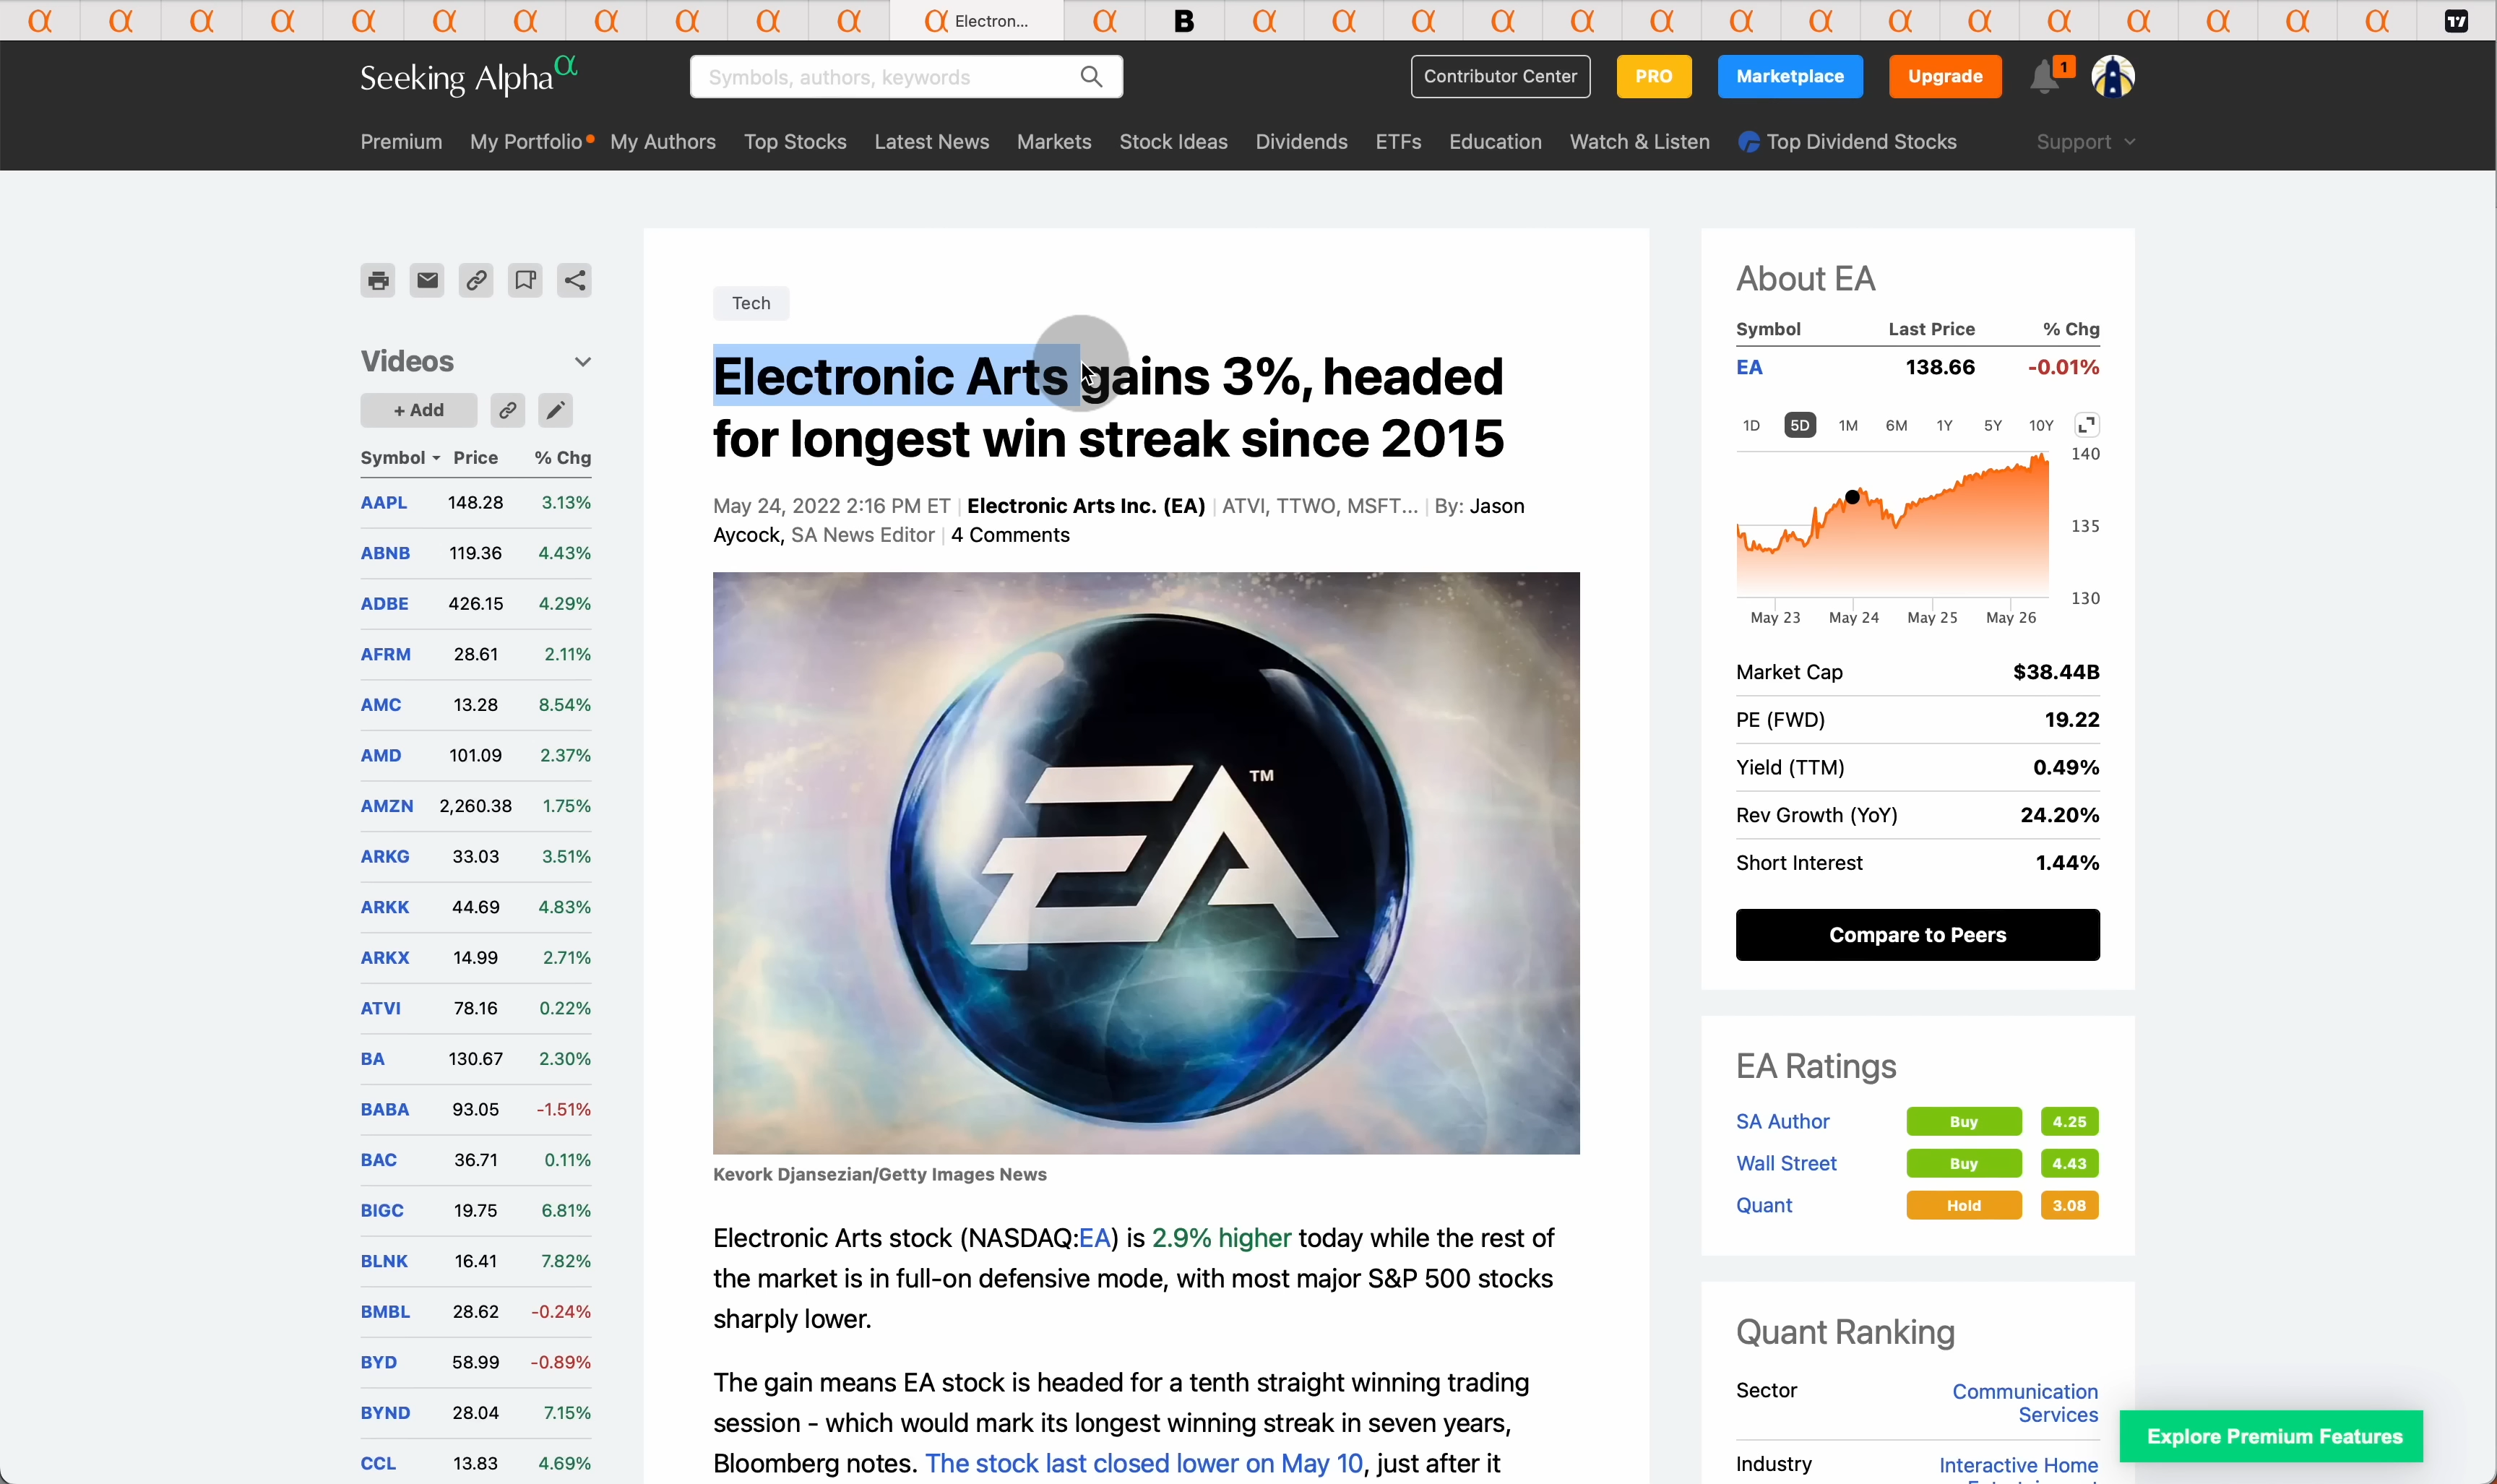 Electron...
B
Seeking Alpha α
Symbols, authors, keywords
Contributor Center
PRO
Marketplace
Upgrade
1
Premium
My Portfolio
My Authors
Top Stocks
Latest News
Markets
Stock Ideas
Dividends
ETFs
Education
Watch & Listen
Top Dividend Stocks
Support
Videos
+ Add
Symbol Price % Chg
AAPL 148.28 3.13%
ABNB 119.36 4.43%
ADBE 426.15 4.29%
AFRM 28.61 2.11%
AMC 13.28 8.54%
AMD 101.09 2.37%
AMZN 2,260.38 1.75%
ARKG 33.03 3.51%
ARKK 44.69 4.83%
ARKX 14.99 2.71%
ATVI 78.16 0.22%
BA 130.67 2.30%
BABA 93.05 -1.51%
BAC 36.71 0.11%
BIGC 19.75 6.81%
BLNK 16.41 7.82%
BMBL 28.62 -0.24%
BYD 58.99 -0.89%
BYND 28.04 7.15%
CCL 13.83 4.69%
Tech
Electronic Arts gains 3%, headed
for longest win streak since 2015
May 24, 2022 2:16 PM ET | Electronic Arts Inc. (EA) | ATVI, TTWO, MSFT... | By: Jason
Aycock, SA News Editor | 4 Comments
EA TM
Kevork Djansezian/Getty Images News
Electronic Arts stock (NASDAQ:EA) is 2.9% higher today while the rest of
the market is in full-on defensive mode, with most major S&P 500 stocks
sharply lower.
The gain means EA stock is headed for a tenth straight winning trading
session - which would mark its longest winning streak in seven years,
Bloomberg notes. The stock last closed lower on May 10, just after it
About EA
Symbol Last Price % Chg
EA 138.66 -0.01%
1D 5D 1M 6M 1Y 5Y 10Y
140
135
130
May 23 May 24 May 25 May 26
Market Cap $38.44B
PE (FWD) 19.22
Yield (TTM) 0.49%
Rev Growth (YoY) 24.20%
Short Interest 1.44%
Compare to Peers
EA Ratings
SA Author Buy 4.25
Wall Street Buy 4.43
Quant Hold 3.08
Quant Ranking
Sector Communication
Services
Industry Interactive Home
Explore Premium Features